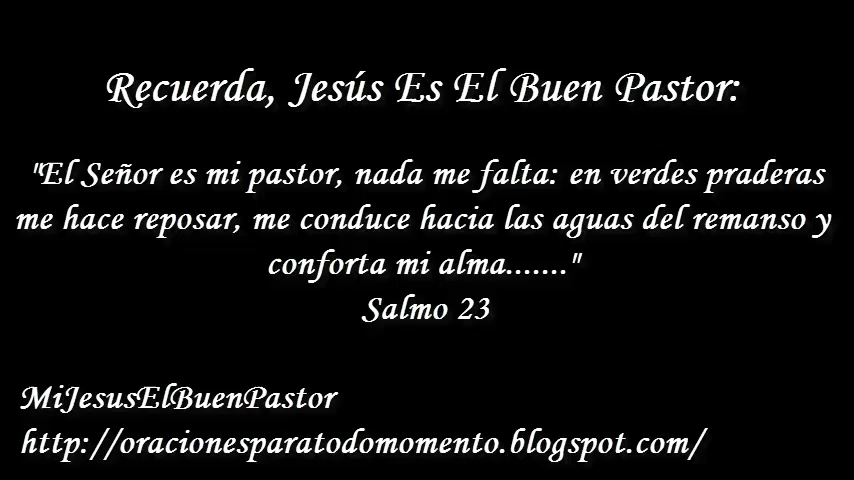 Recuerda, Jesús Es El Buen Pastor:
"El Señor es mi pastor, nada me falta: en verdes praderas
me hace reposar, me conduce hacia las aguas del remanso y
conforta mi alma......."
Salmo 23
MiJesusElBuenPastor
http://oracionesparatodomomento.blogspot.com/